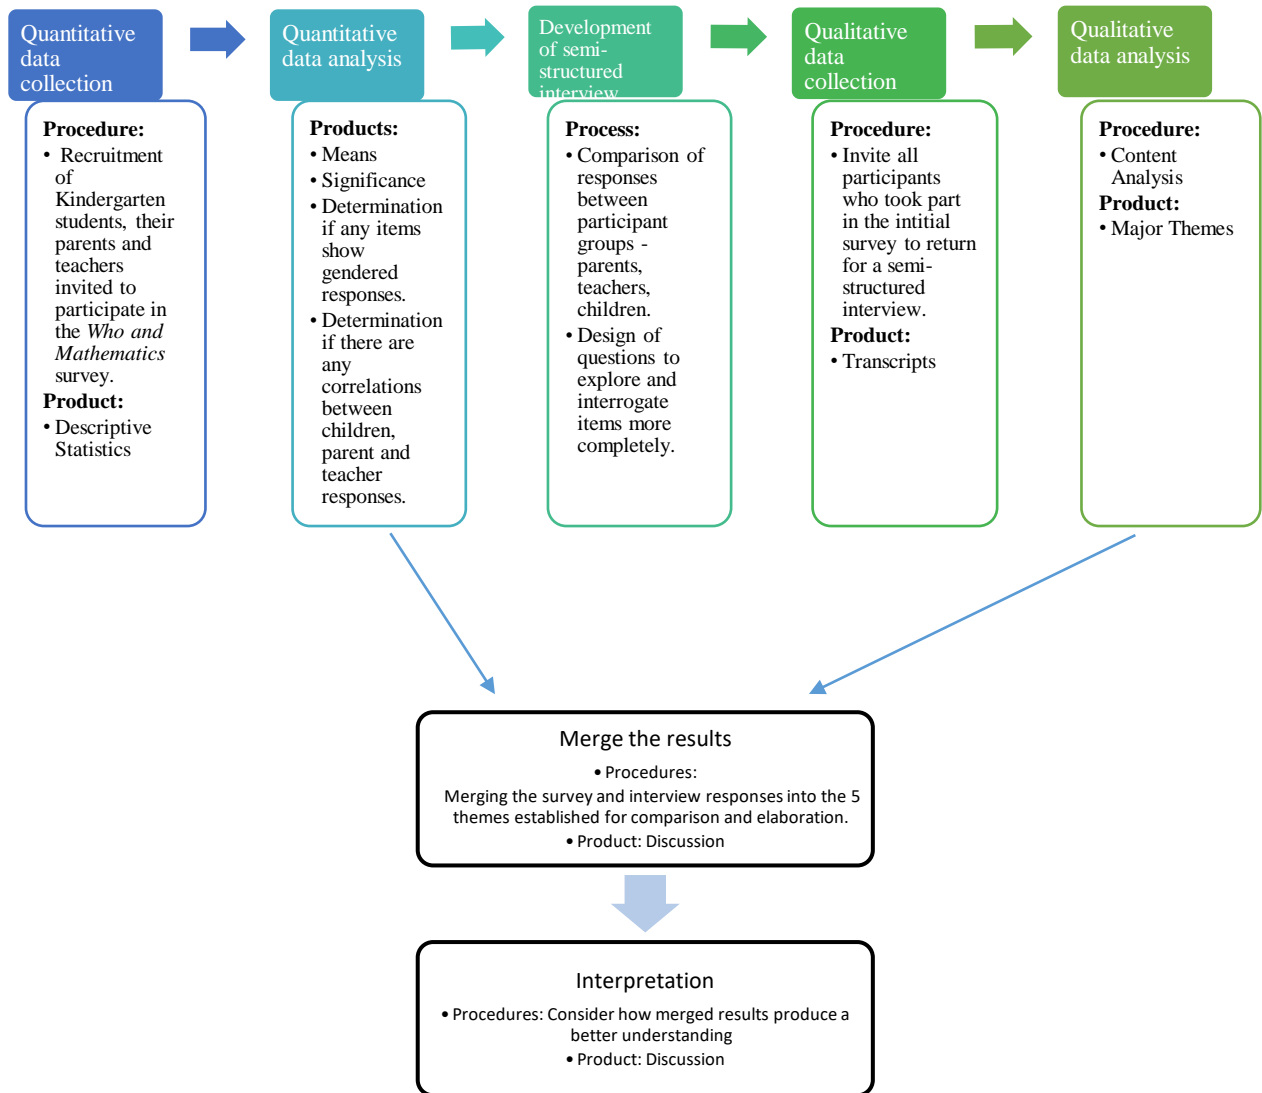 Quantitative
data
collection
Procedure:
• Recruitment
of
Kindergarten
students, their
parents and
teachers
invited to
participate in
the Who and
Mathematics
survey.
Product:
• Descriptive
Statistics
Quantitative
data analysis
Products:
• Means
• Significance
• Determination
if any items
show
gendered
responses.
• Determination
if there are
any
correlations
between
children,
parent and
teacher
responses.
Development
of semi-
structured
interview
Process:
• Comparison of
responses
between
participant
groups -
parents,
teachers,
children.
• Design of
questions to
explore and
interrogate
items more
completely.
Qualitative
data
collection
Procedure:
• Invite all
participants
who took part
in the intitial
survey to return
for a semi-
structured
interview.
Product:
• Transcripts
Qualitative
data analysis
Procedure:
• Content
Analysis
Product:
• Major Themes
Merge the results
• Procedures:
Merging the survey and interview responses into the 5
themes established for comparison and elaboration.
• Product: Discussion
Interpretation
• Procedures: Consider how merged results produce a
better understanding
• Product: Discussion